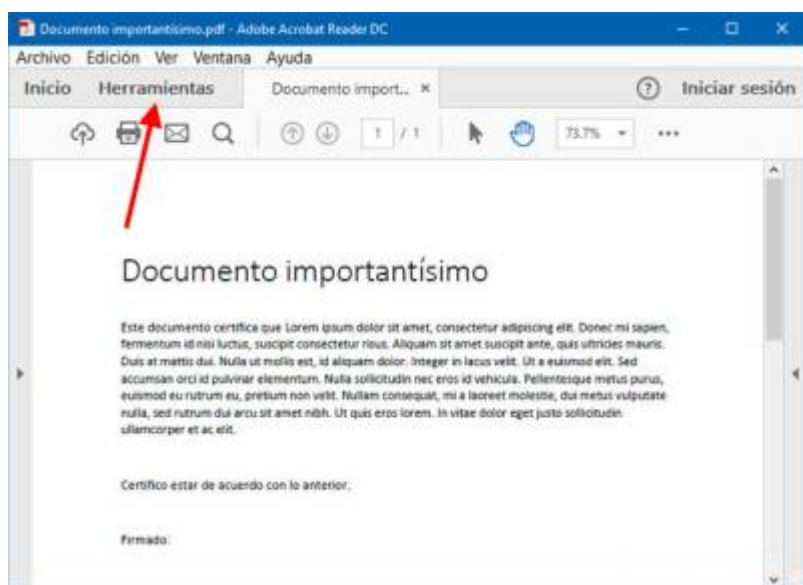 Documento importantísimo.pdf - Adobe Acrobat Reader DC
Archivo Edición Ver Ventana Ayuda
Inicio Herramientas Documento import... × ? Iniciar sesión
1 / 1 73.7%
Documento importantísimo
Este documento certifica que Lorem ipsum dolor sit amet, consectetur adipiscing elit. Donec mi sapien,
fermentum id nisi luctus, suscipit consectetur risus. Aliquam sit amet suscipit ante, quis ultricies mauris.
Duis at mattis dui. Nulla ut mollis est, id aliquam dolor. Integer in lacus velit. Ut a euismod elit. Sed
accumsan orci id pulvinar elementum. Nulla sollicitudin nec eros id vehicula. Pellentesque metus purus,
euismod eu rutrum eu, pretium non velit. Nullam consequat, mi a laoreet molestie, dui metus vulputate
nulla, sed rutrum dui arcu sit amet nibh. Ut quis eros lorem. In vitae dolor eget justo sollicitudin
ullamcorper et ac elit.
Certifico estar de acuerdo con lo anterior.
Firmado: